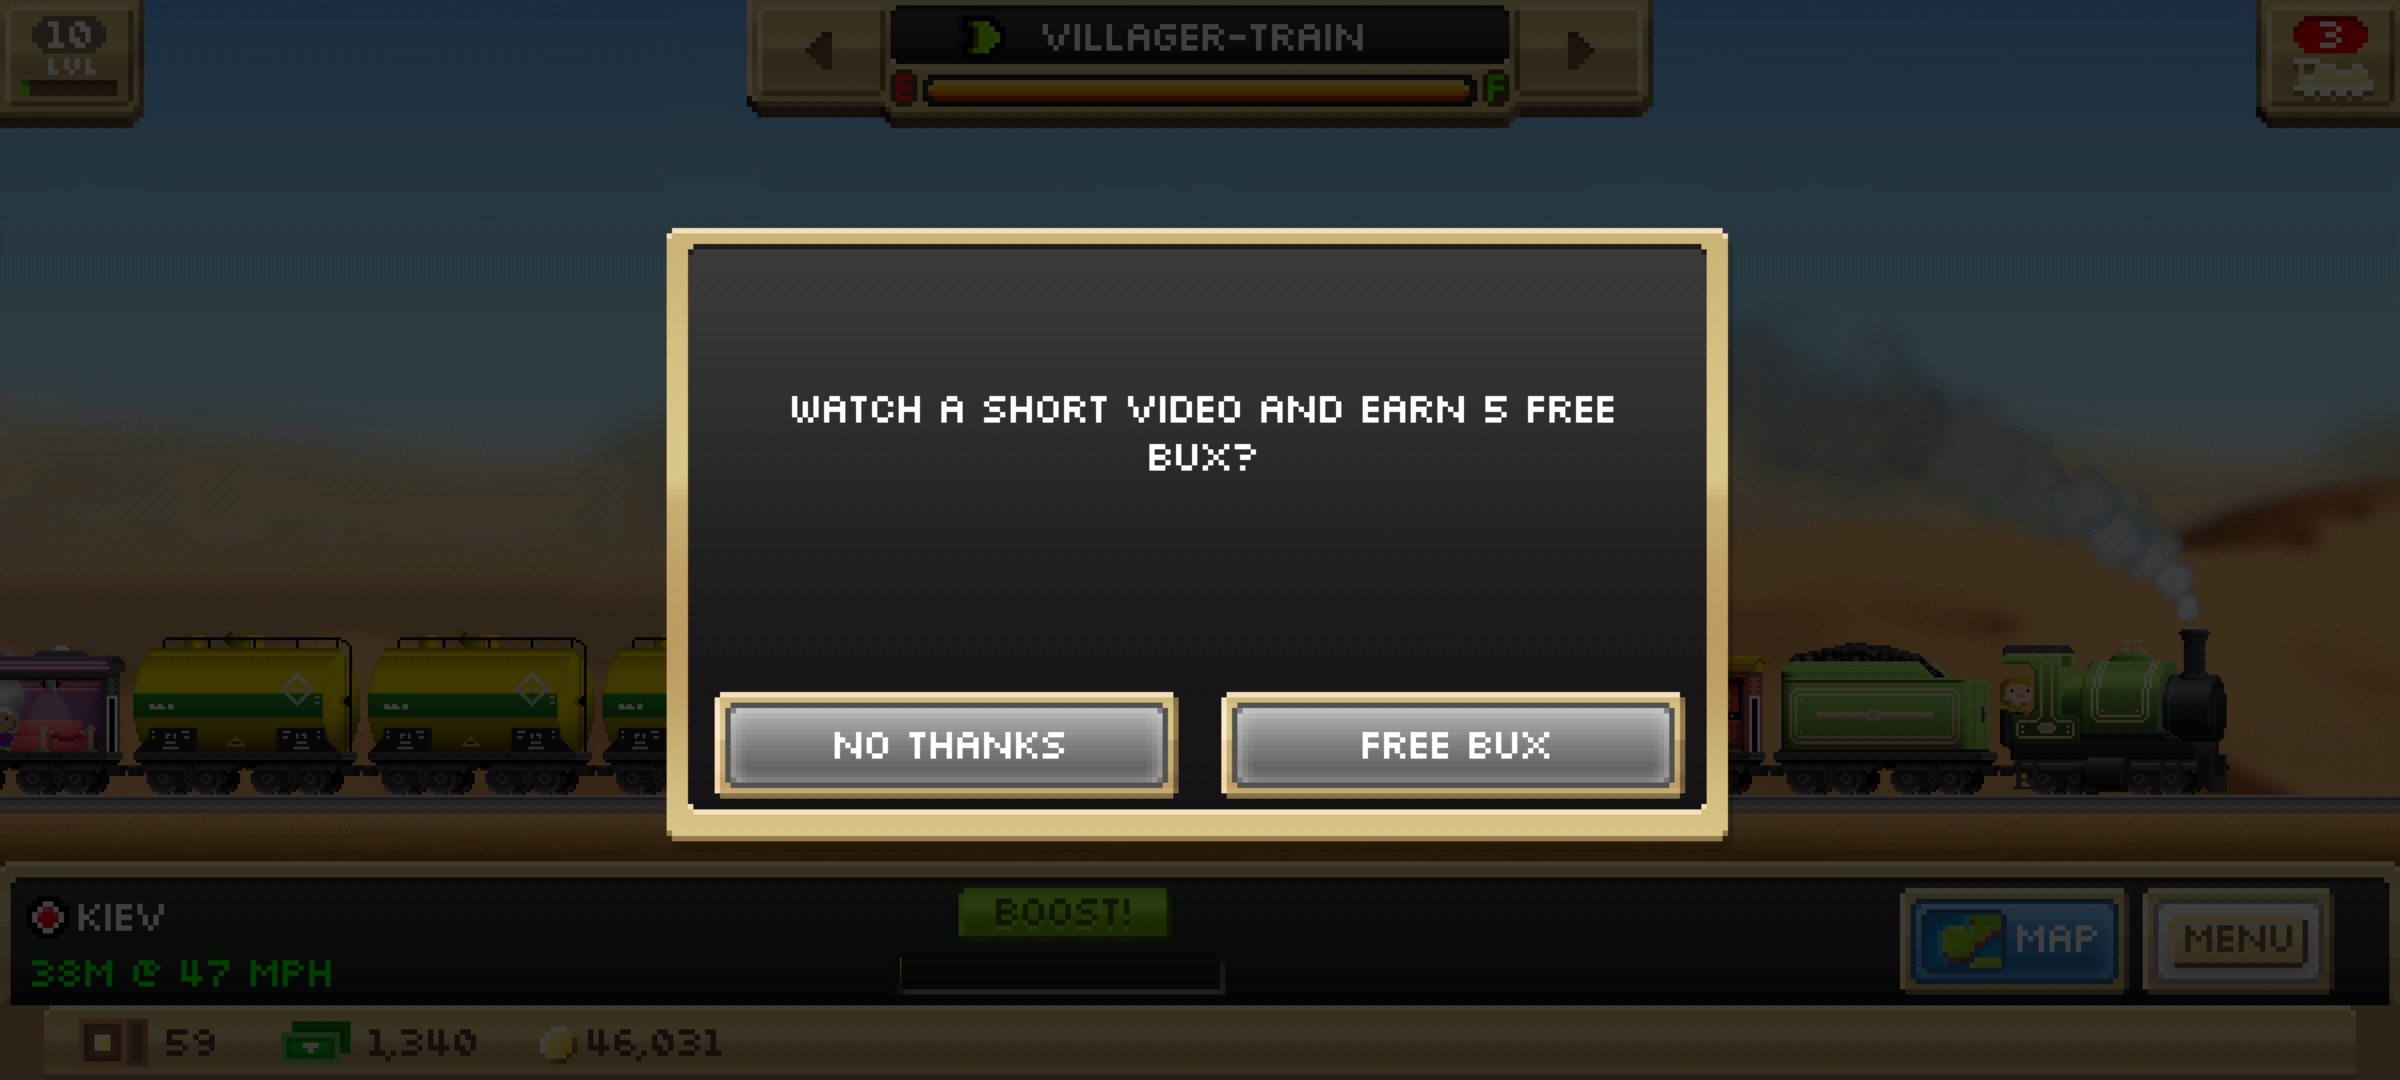 10
LVL
VILLAGER-TRAIN
E F
3
WATCH A SHORT VIDEO AND EARN 5 FREE
BUX?
NO THANKS
FREE BUX
KIEV
38M @ 47 MPH
BOOST!
MAP
MENU
59
1,340
46,031